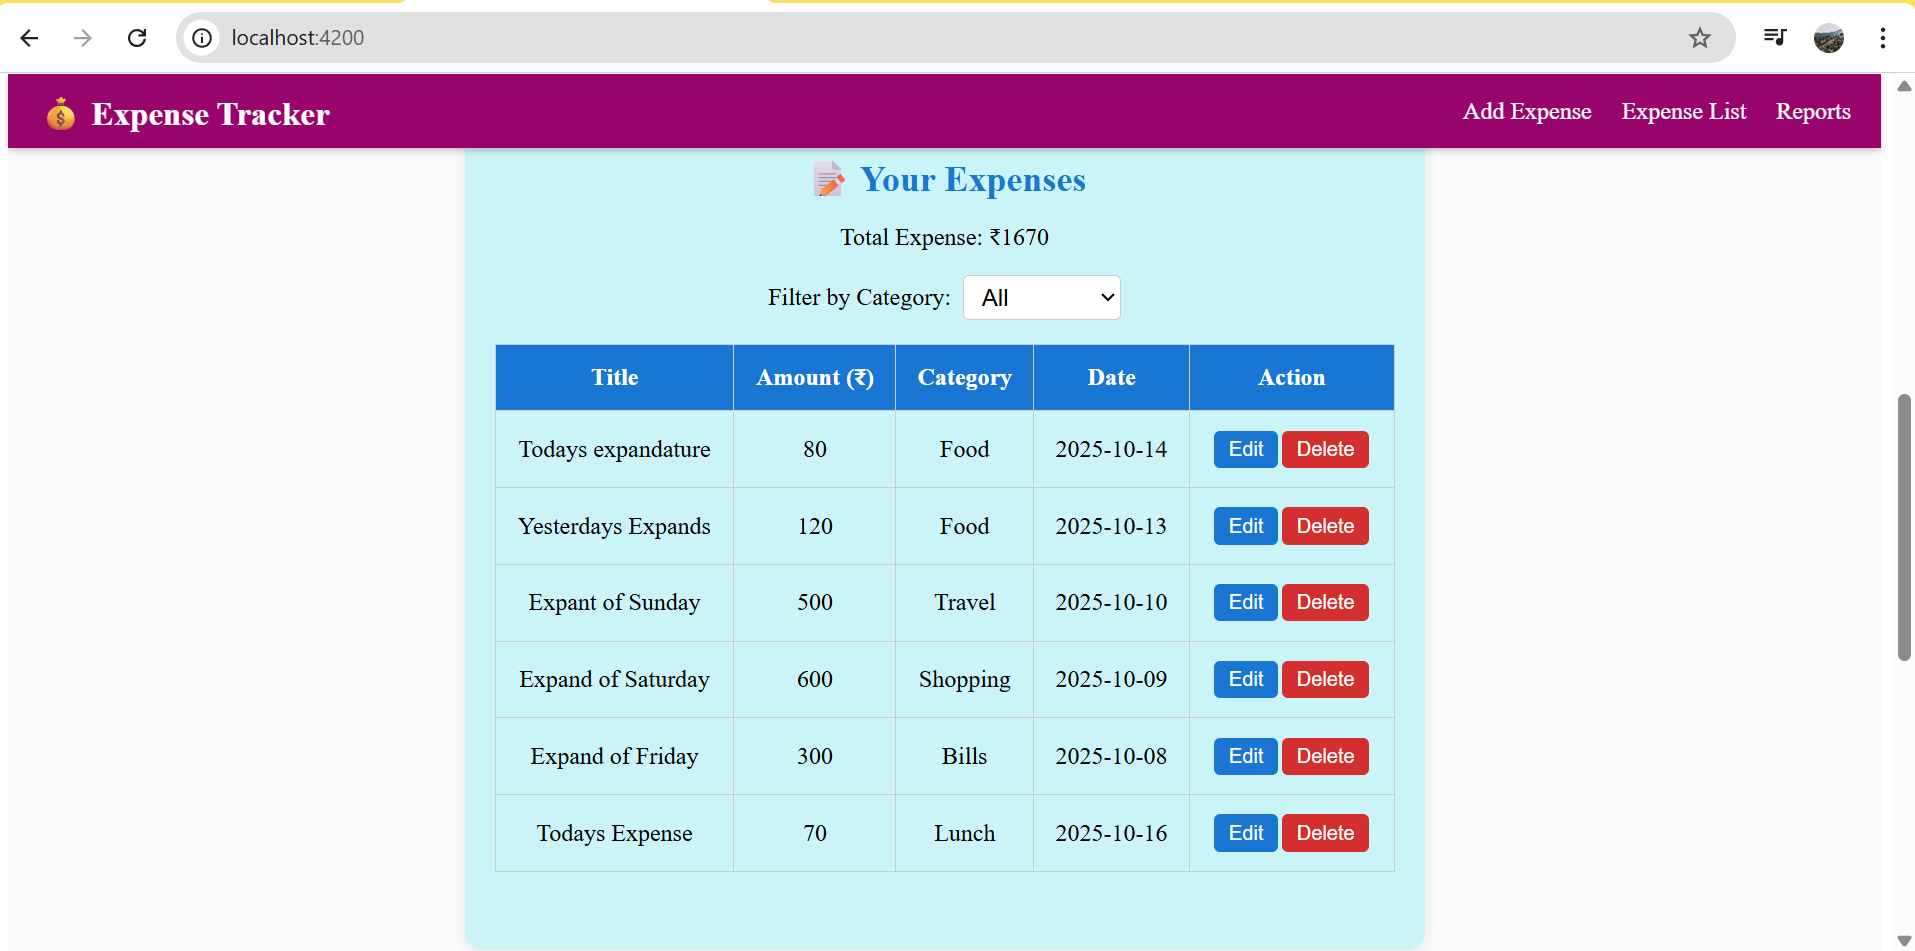 localhost:4200
Expense Tracker Add Expense Expense List Reports
Your Expenses
Total Expense: ₹1670
Filter by Category: All
Title Amount (₹) Category Date Action
Todays expandature 80 Food 2025-10-14 Edit Delete
Yesterdays Expands 120 Food 2025-10-13 Edit Delete
Expant of Sunday 500 Travel 2025-10-10 Edit Delete
Expand of Saturday 600 Shopping 2025-10-09 Edit Delete
Expand of Friday 300 Bills 2025-10-08 Edit Delete
Todays Expense 70 Lunch 2025-10-16 Edit Delete